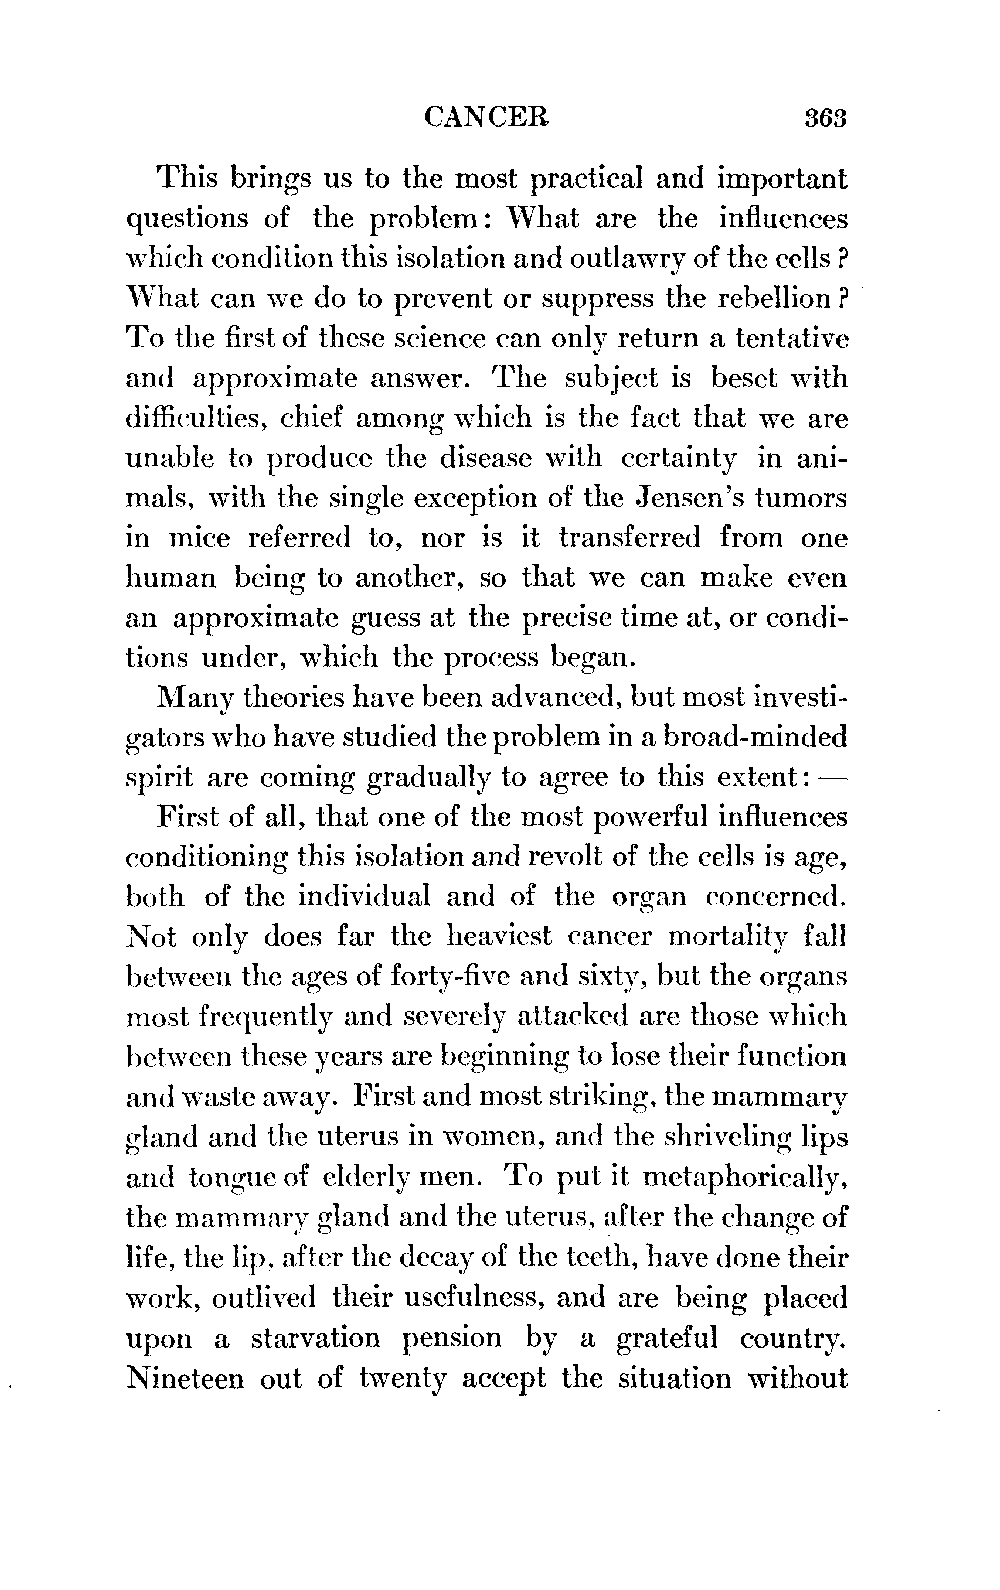 CANCER 363
This brings us to the most practical and important
questions of the problem: What are the influences
which condition this isolation and outlawry of the cells?
What can we do to prevent or suppress the rebellion?
To the first of these science can only return a tentative
and approximate answer. The subject is beset with
difficulties, chief among which is the fact that we are
unable to produce the disease with certainty in ani-
mals, with the single exception of the Jensen's tumors
in mice referred to, nor is it transferred from one
human being to another, so that we can make even
an approximate guess at the precise time at, or condi-
tions under, which the process began.
Many theories have been advanced, but most investi-
gators who have studied the problem in a broad-minded
spirit are coming gradually to agree to this extent: —
First of all, that one of the most powerful influences
conditioning this isolation and revolt of the cells is age,
both of the individual and of the organ concerned.
Not only does far the heaviest cancer mortality fall
between the ages of forty-five and sixty, but the organs
most frequently and severely attacked are those which
between these years are beginning to lose their function
and waste away. First and most striking, the mammary
gland and the uterus in women, and the shriveling lips
and tongue of elderly men. To put it metaphorically,
the mammary gland and the uterus, after the change of
life, the lip, after the decay of the teeth, have done their
work, outlived their usefulness, and are being placed
upon a starvation pension by a grateful country.
Nineteen out of twenty accept the situation without